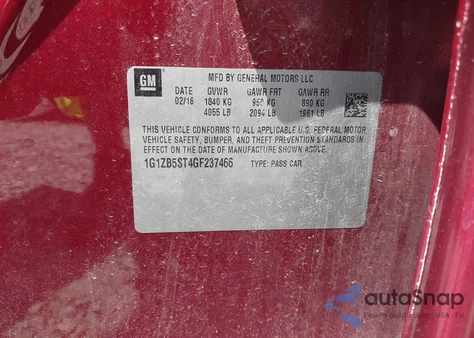 GM
MFD BY GENERAL MOTORS LLC
DATE GVWR GAWR FRT GAWR RR
02/16 1840 KG 950 KG 890 KG
4055 LB 2094 LB 1961 LB
THIS VEHICLE CONFORMS TO ALL APPLICABLE U.S. FEDERAL MOTOR
VEHICLE SAFETY, BUMPER, AND THEFT PREVENTION STANDARDS
IN EFFECT ON THE DATE OF MANUFACTURE SHOWN ABOVE.
1G1ZB5ST4GF237466 TYPE: PASS CAR
autoSnap